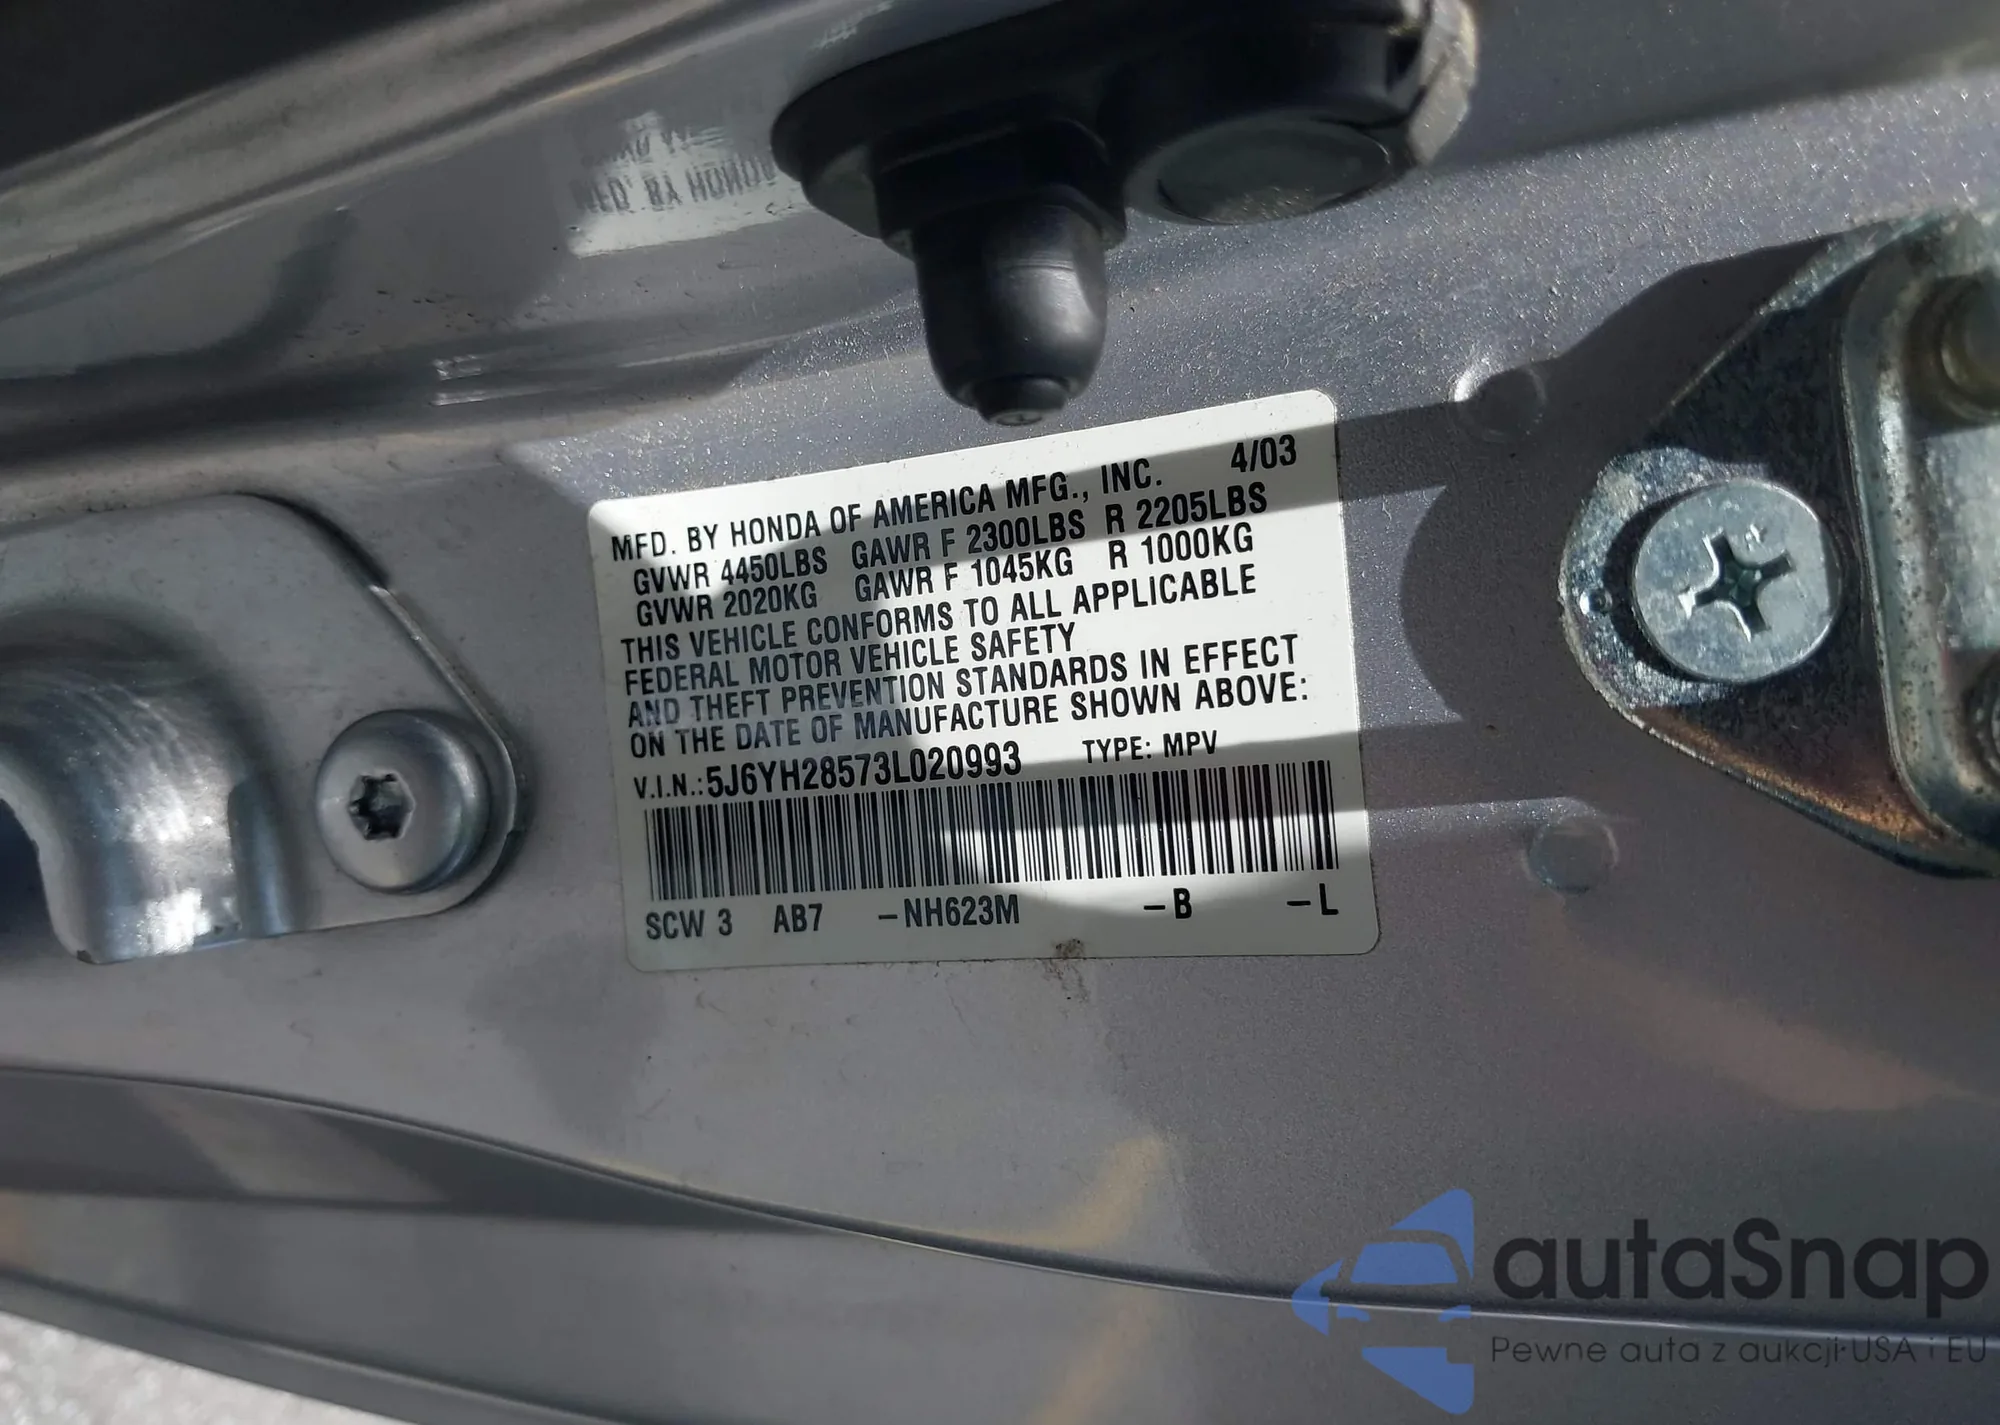 MFD. BY HONDA OF AMERICA MFG., INC. 4/03
GVWR 4450LBS GAWR F 2300LBS R 2205LBS
GVWR 2020KG GAWR F 1045KG R 1000KG
THIS VEHICLE CONFORMS TO ALL APPLICABLE
FEDERAL MOTOR VEHICLE SAFETY
AND THEFT PREVENTION STANDARDS IN EFFECT
ON THE DATE OF MANUFACTURE SHOWN ABOVE:
V.I.N.: 5J6YH28573L020993 TYPE: MPV
SCW 3 AB7 -NH623M -B -L
autaSnap
Pewne auta z aukcji USA i EU